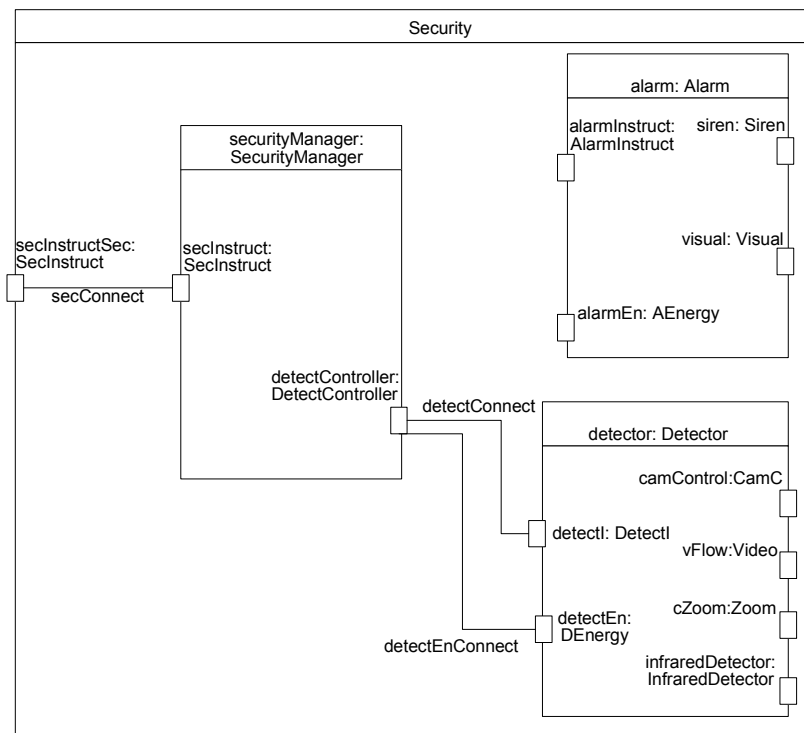 Security
alarm: Alarm
alarmInstruct:
AlarmInstruct
siren: Siren
visual: Visual
alarmEn: AEnergy
securityManager:
SecurityManager
secInstructSec:
SecInstruct
secInstruct:
SecInstruct
secConnect
detectController:
DetectController
detectConnect
detector: Detector
camControl:CamC
detectI: DetectI
vFlow:Video
cZoom:Zoom
detectEn:
DEnergy
detectEnConnect
infraredDetector:
InfraredDetector